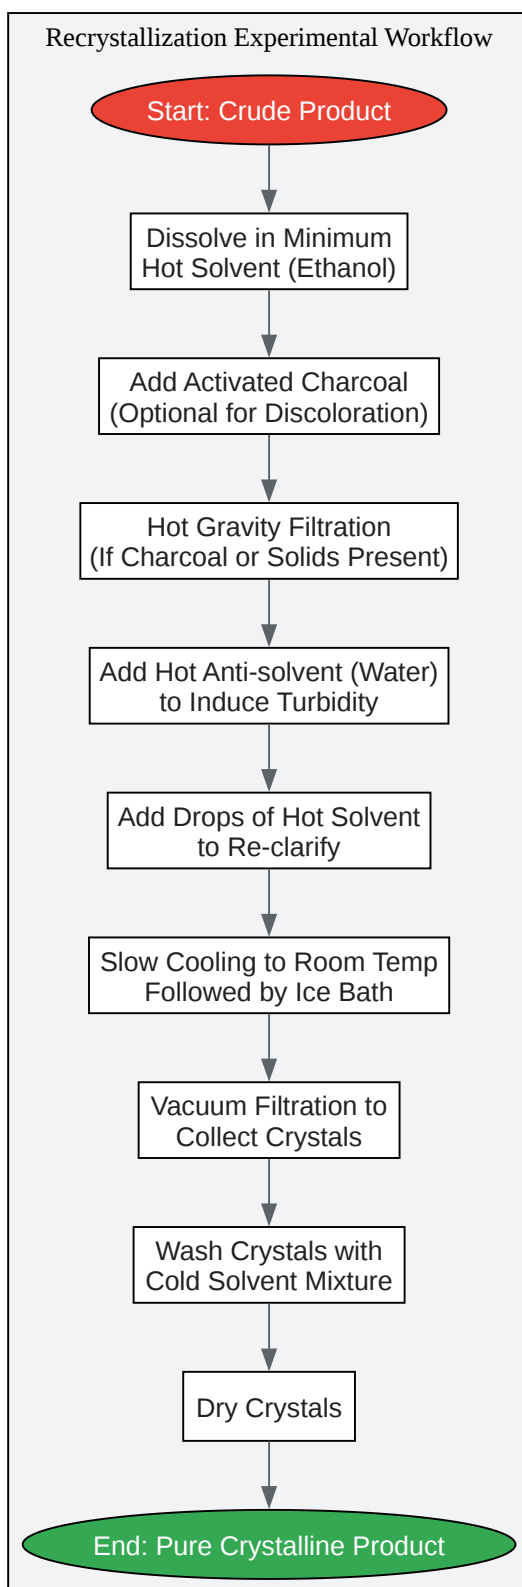 Recrystallization Experimental Workflow
Start: Crude Product
Dissolve in Minimum
Hot Solvent (Ethanol)
Add Activated Charcoal
(Optional for Discoloration)
Hot Gravity Filtration
(If Charcoal or Solids Present)
Add Hot Anti-solvent (Water)
to Induce Turbidity
Add Drops of Hot Solvent
to Re-clarify
Slow Cooling to Room Temp
Followed by Ice Bath
Vacuum Filtration to
Collect Crystals
Wash Crystals with
Cold Solvent Mixture
Dry Crystals
End: Pure Crystalline Product